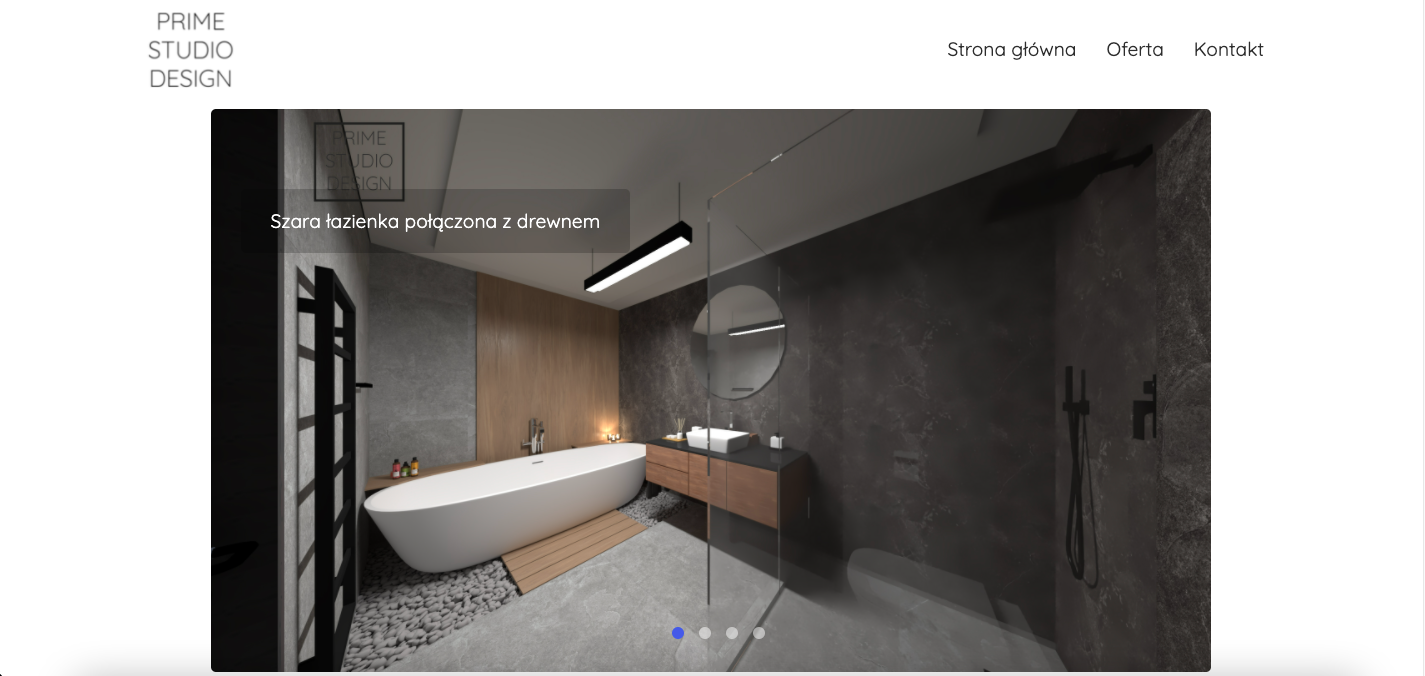 PRIME
STUDIO
DESIGN
Strona główna Oferta Kontakt
PRIME
STUDIO
DESIGN
Szara łazienka połączona z drewnem